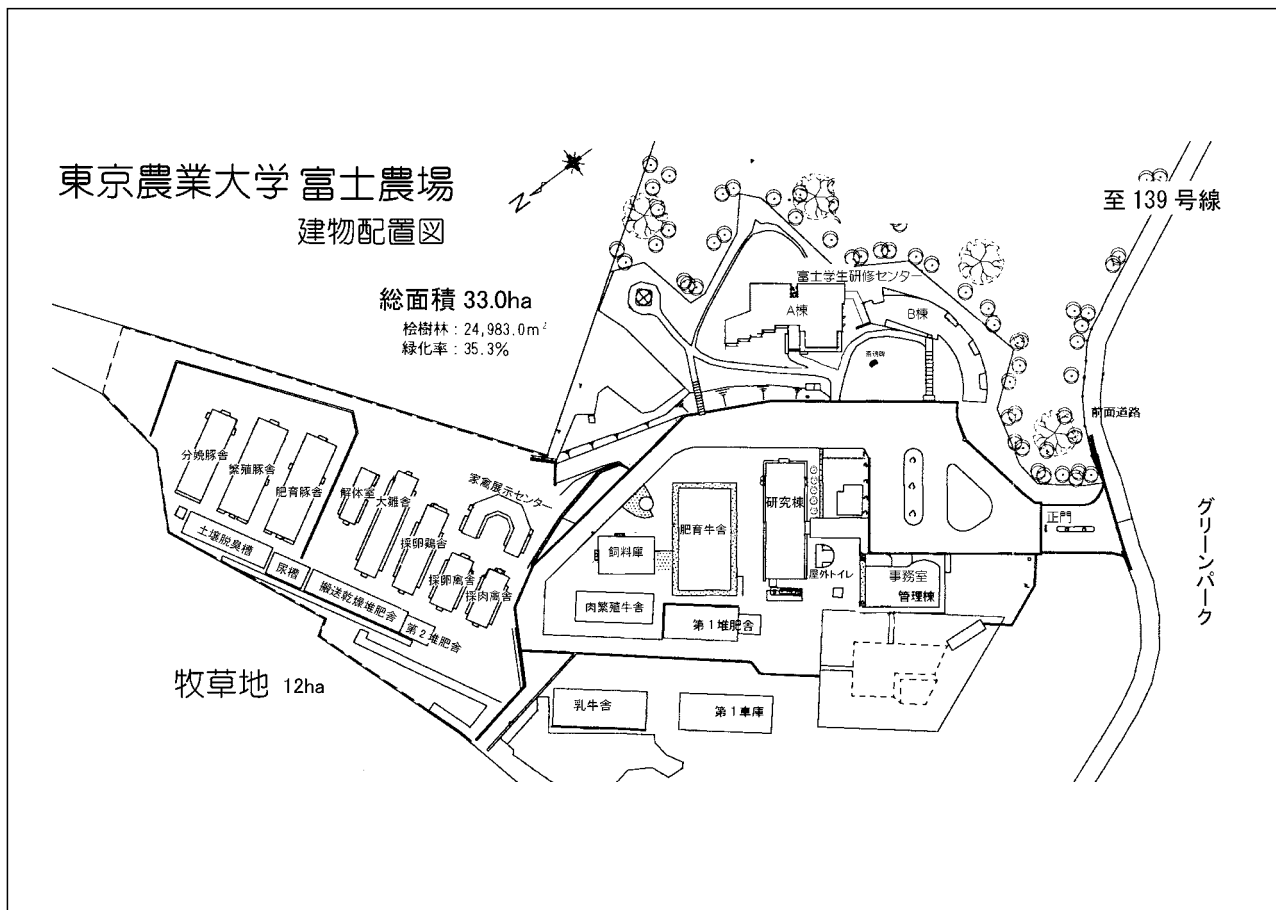 東京農業大学 富士農場
建物配置図
N
至 139 号線
総面積 33.0ha
桧樹林：24,983.0m²
緑化率：35.3%
富士学生研修センター
A棟
B棟
前面道路
グリーンパーク
正門
分娩豚舎
繁殖豚舎
肥育豚舎
解体室
大雛舎
採卵鶏舎
採卵禽舎
採肉禽舎
家禽展示センター
土壌脱臭槽
尿槽
搬送乾燥堆肥舎
第2堆肥舎
飼料庫
肥育牛舎
研究棟
屋外トイレ
事務室
管理棟
肉繁殖牛舎
第1堆肥舎
牧草地 12ha
乳牛舎
第1車庫